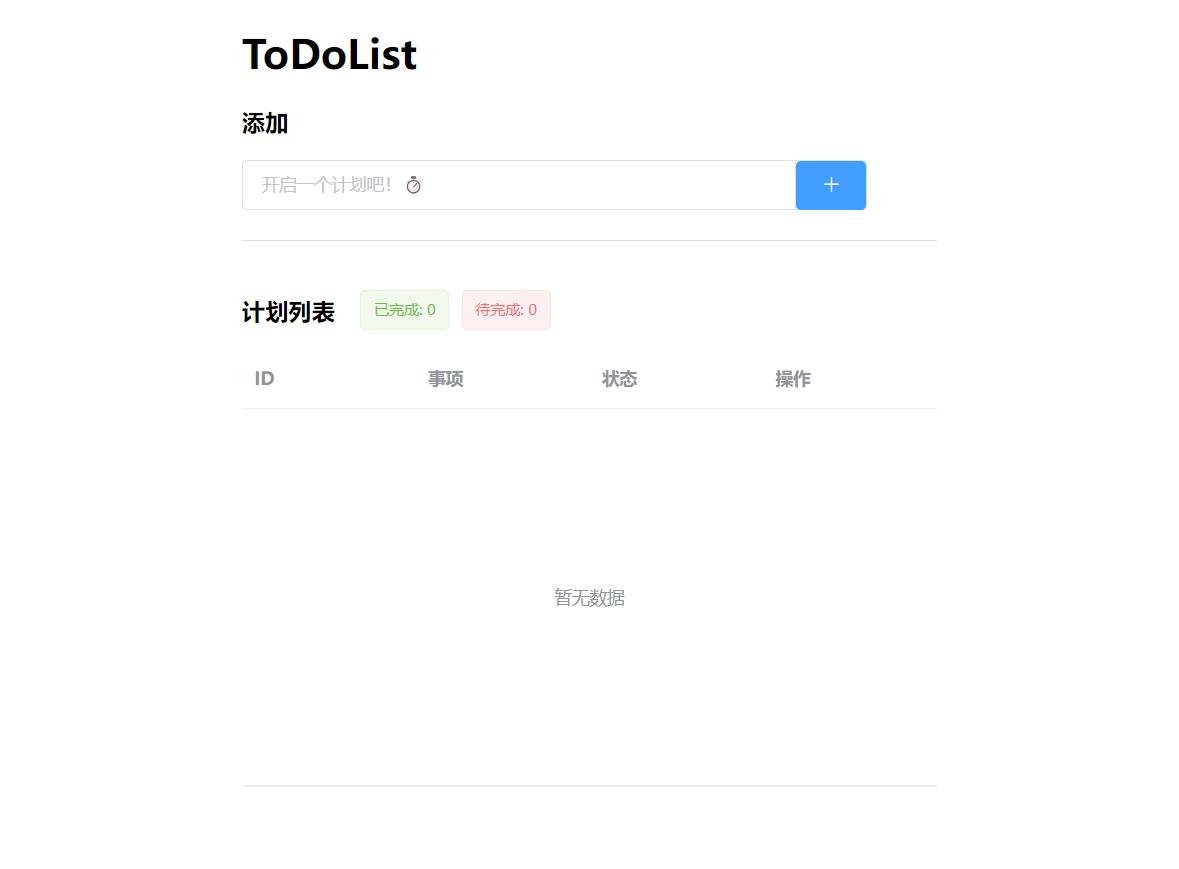 ToDoList
添加
开启一个计划吧！ ⏱
计划列表 已完成: 0 待完成: 0
ID 事项 状态 操作
暂无数据